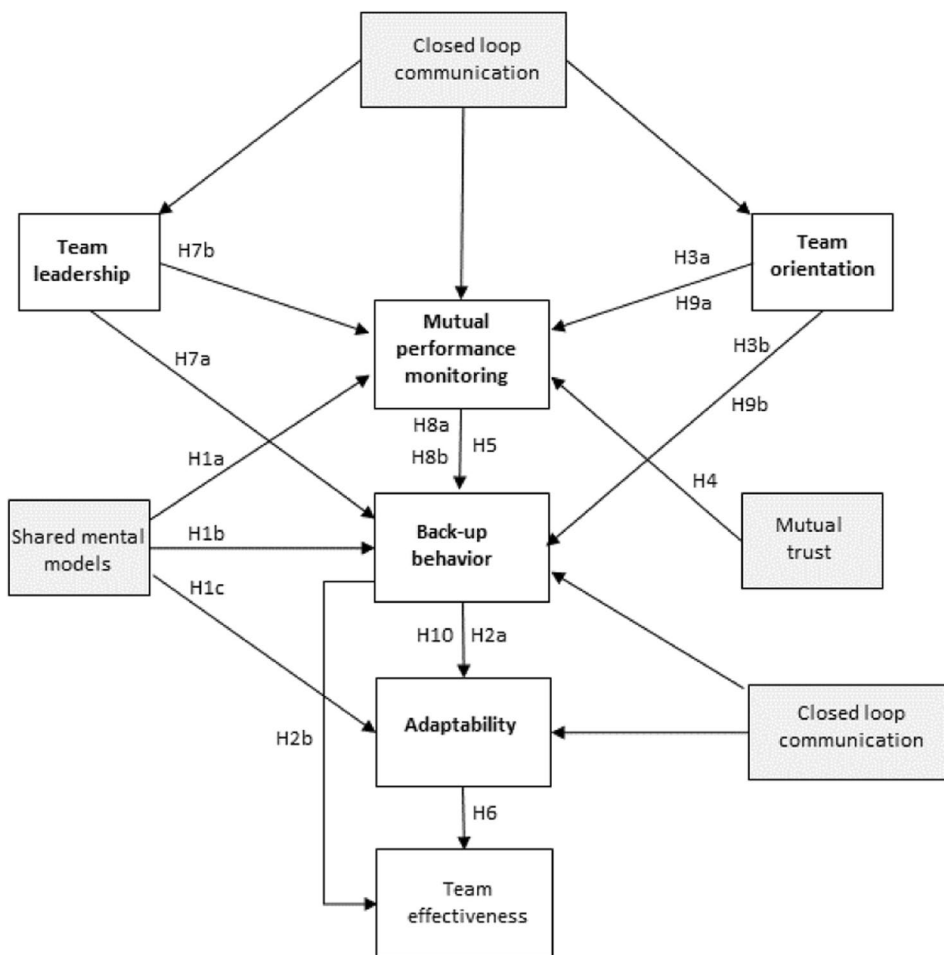 Closed loop
communication
Team
leadership
H7b
H3a
Team
orientation
H9a
Mutual
performance
monitoring
H7a
H3b
H9b
H8a
H8b
H5
H1a
H4
Shared mental
models
H1b
Back-up
behavior
Mutual
trust
H1c
H10
H2a
Adaptability
Closed loop
communication
H2b
H6
Team
effectiveness